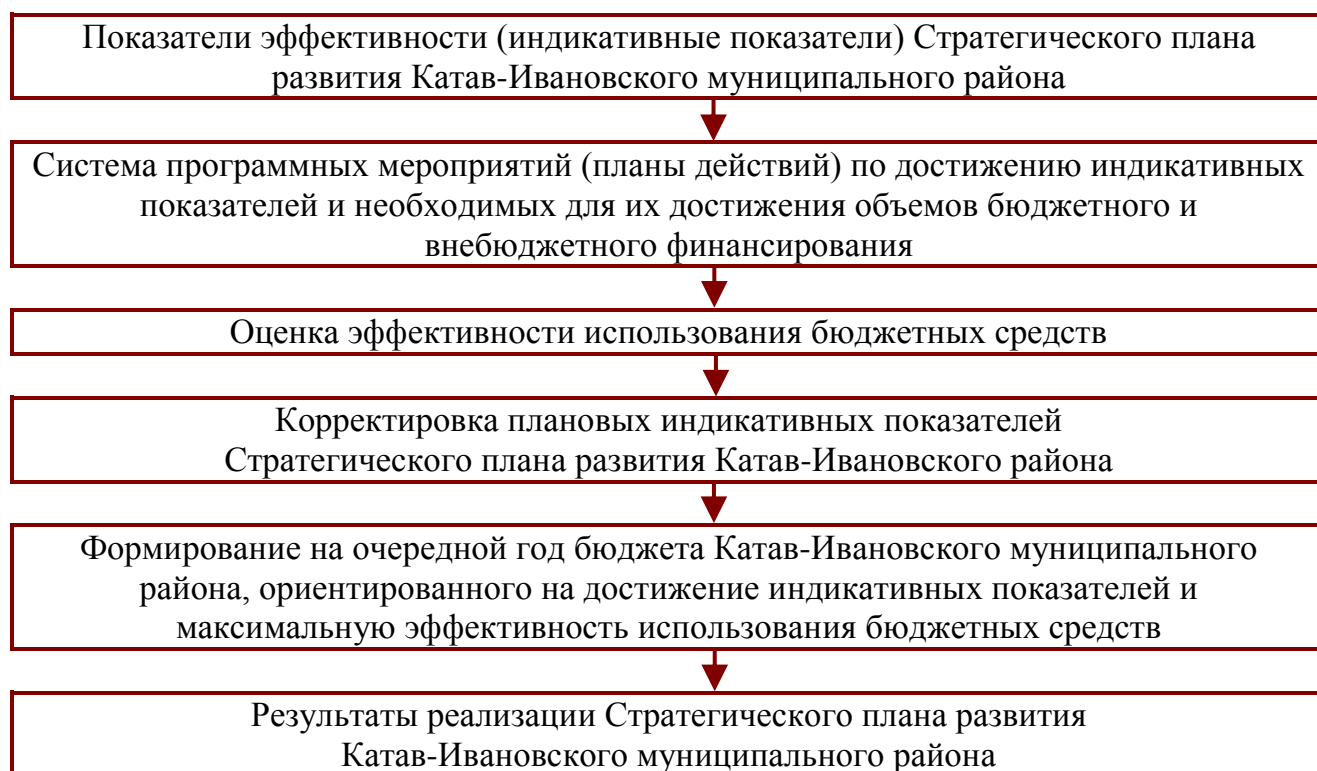 Показатели эффективности (индикативные показатели) Стратегического плана
развития Катав-Ивановского муниципального района
Система программных мероприятий (планы действий) по достижению индикативных
показателей и необходимых для их достижения объемов бюджетного и
внебюджетного финансирования
Оценка эффективности использования бюджетных средств
Корректировка плановых индикативных показателей
Стратегического плана развития Катав-Ивановского района
Формирование на очередной год бюджета Катав-Ивановского муниципального
района, ориентированного на достижение индикативных показателей и
максимальную эффективность использования бюджетных средств
Результаты реализации Стратегического плана развития
Катав-Ивановского муниципального района